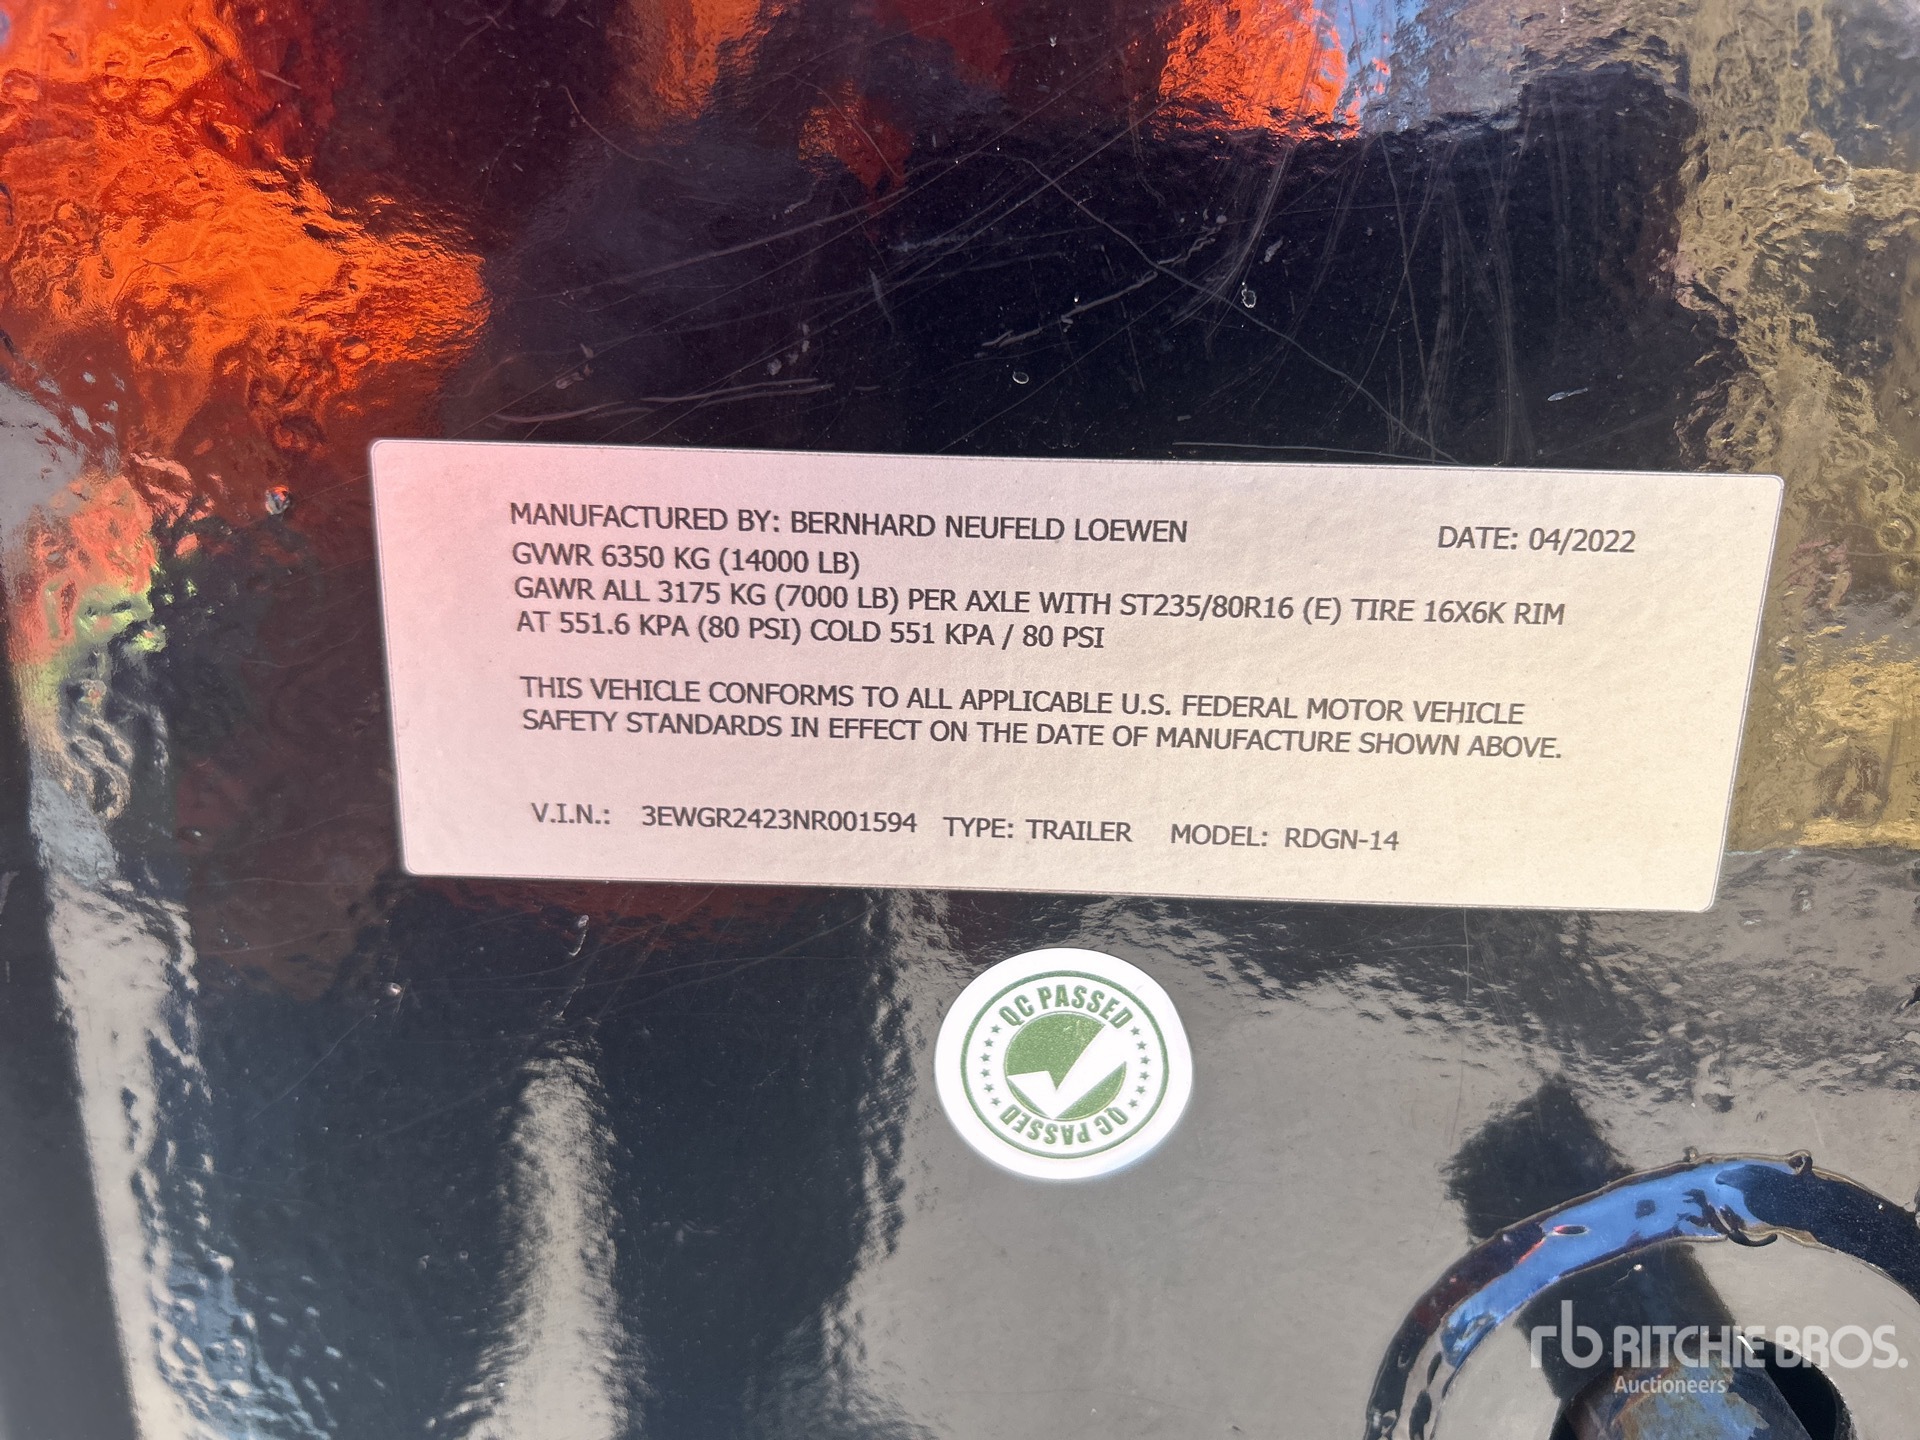 MANUFACTURED BY: BERNHARD NEUFELD LOEWEN DATE: 04/2022
GVWR 6350 KG (14000 LB)
GAWR ALL 3175 KG (7000 LB) PER AXLE WITH ST235/80R16 (E) TIRE 16X6K RIM
AT 551.6 KPA (80 PSI) COLD 551 KPA / 80 PSI
THIS VEHICLE CONFORMS TO ALL APPLICABLE U.S. FEDERAL MOTOR VEHICLE
SAFETY STANDARDS IN EFFECT ON THE DATE OF MANUFACTURE SHOWN ABOVE.
V.I.N.: 3EWGR2423NR001594 TYPE: TRAILER MODEL: RDGN-14
QC PASSED
QC PASSED
rb RITCHIE BROS.
Auctioneers